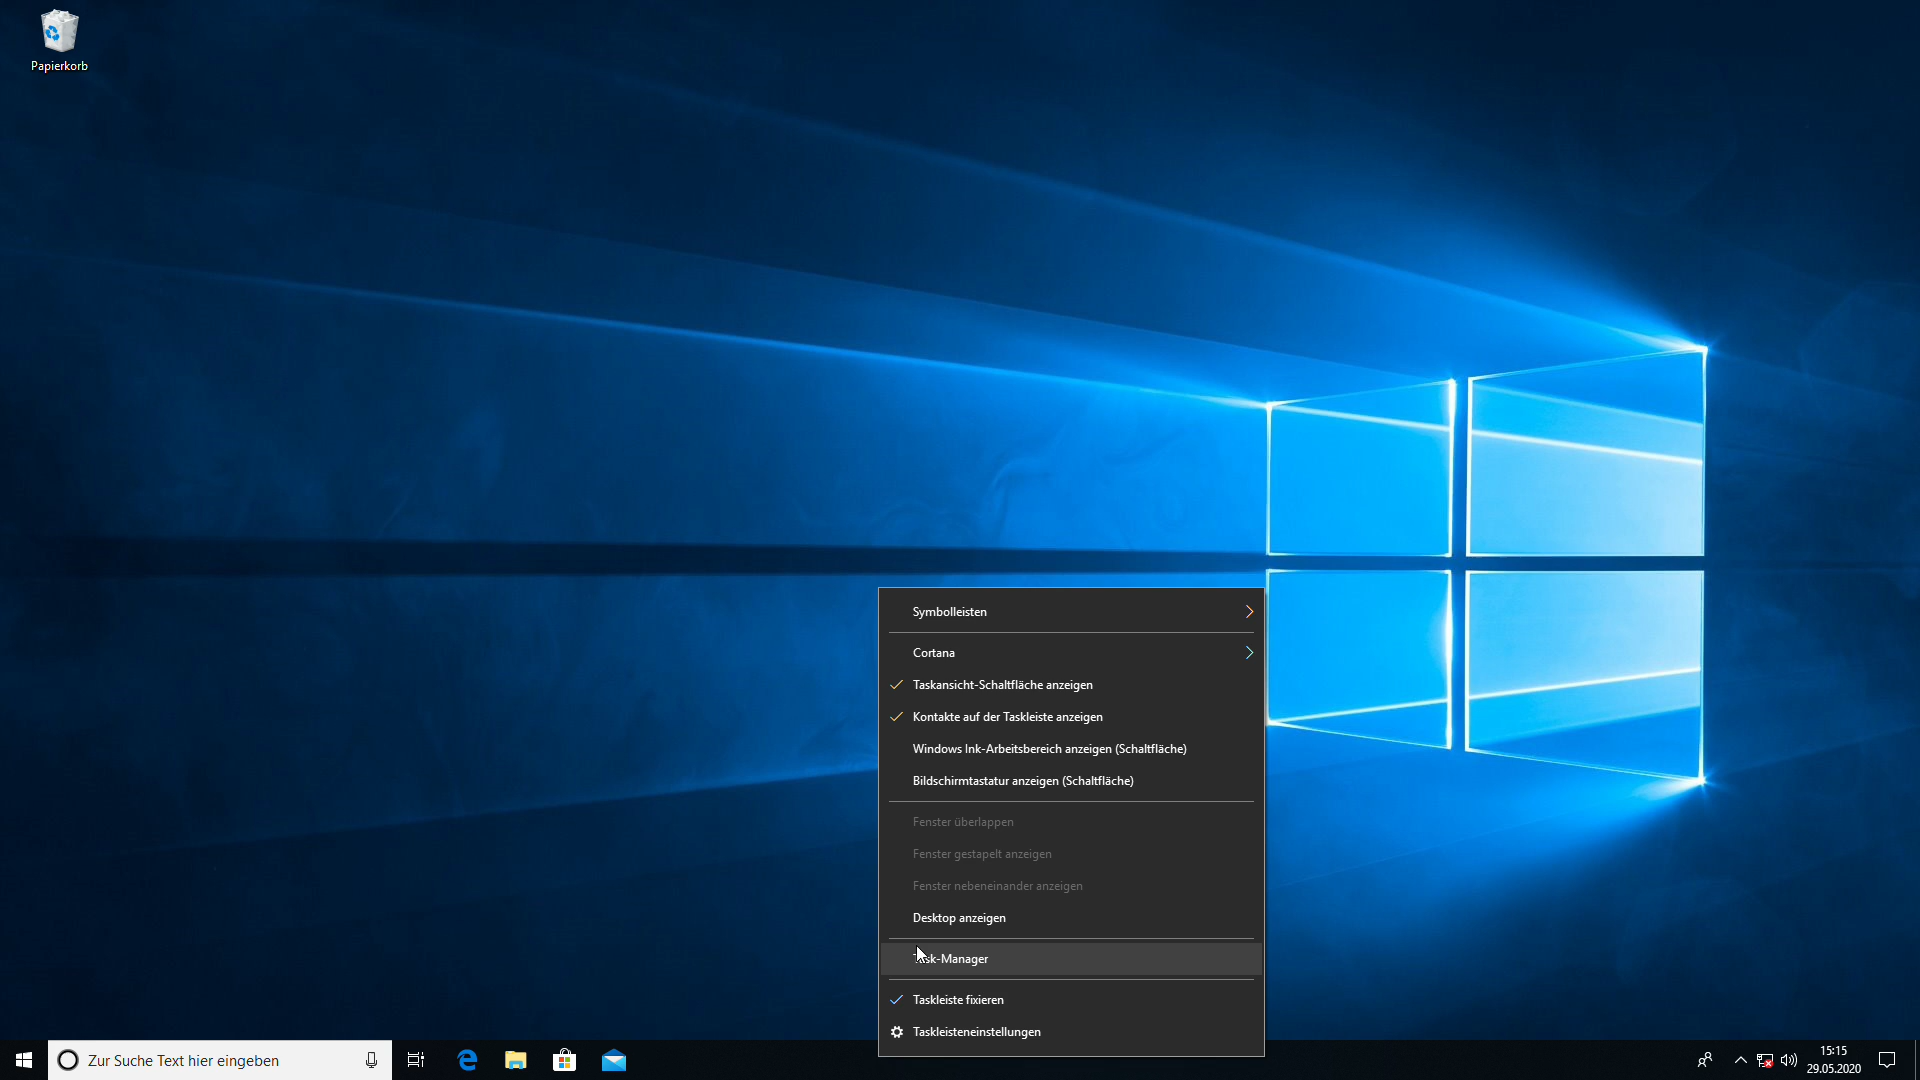 Papierkorb
Symbolleisten
Cortana
Taskansicht-Schaltfläche anzeigen
Kontakte auf der Taskleiste anzeigen
Windows Ink-Arbeitsbereich anzeigen (Schaltfläche)
Bildschirmtastatur anzeigen (Schaltfläche)
Fenster überlappen
Fenster gestapelt anzeigen
Fenster nebeneinander anzeigen
Desktop anzeigen
Task-Manager
Taskleiste fixieren
Taskleisteneinstellungen
Zur Suche Text hier eingeben
15:15
29.05.2020